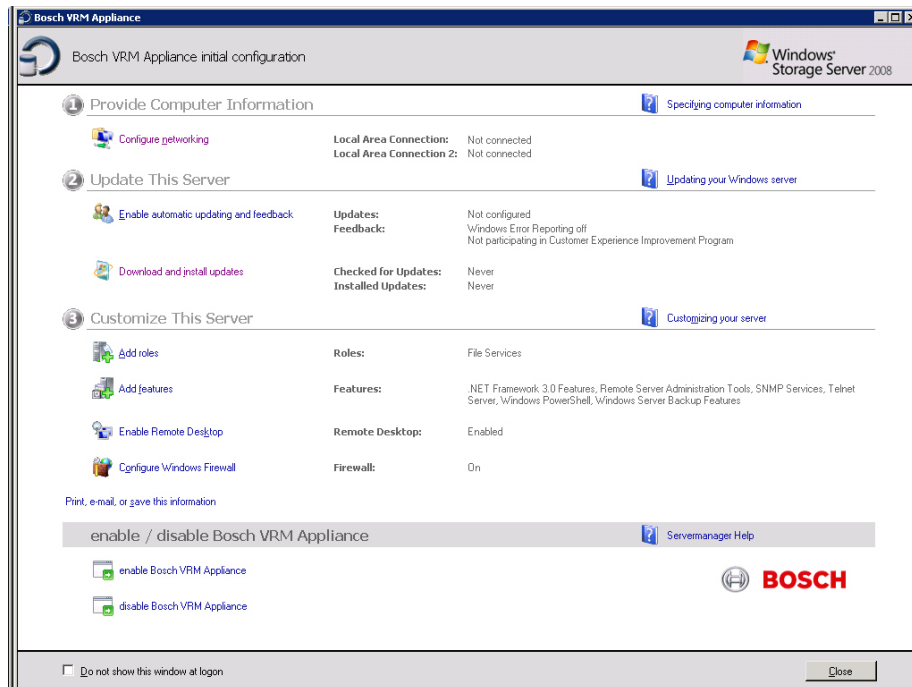 Bosch VRM Appliance
Bosch VRM Appliance initial configuration
Windows
Storage Server 2008
1 Provide Computer Information
Specifying computer information
Configure networking
Local Area Connection: Not connected
Local Area Connection 2: Not connected
2 Update This Server
Updating your Windows server
Enable automatic updating and feedback
Updates: Not configured
Feedback: Windows Error Reporting off
Not participating in Customer Experience Improvement Program
Download and install updates
Checked for Updates: Never
Installed Updates: Never
3 Customize This Server
Customizing your server
Add roles
Roles: File Services
Add features
Features: .NET Framework 3.0 Features, Remote Server Administration Tools, SNMP Services, Telnet
Server, Windows PowerShell, Windows Server Backup Features
Enable Remote Desktop
Remote Desktop: Enabled
Configure Windows Firewall
Firewall: On
Print, e-mail, or save this information
enable / disable Bosch VRM Appliance
Servermanager Help
enable Bosch VRM Appliance
BOSCH
disable Bosch VRM Appliance
Do not show this window at logon
Close